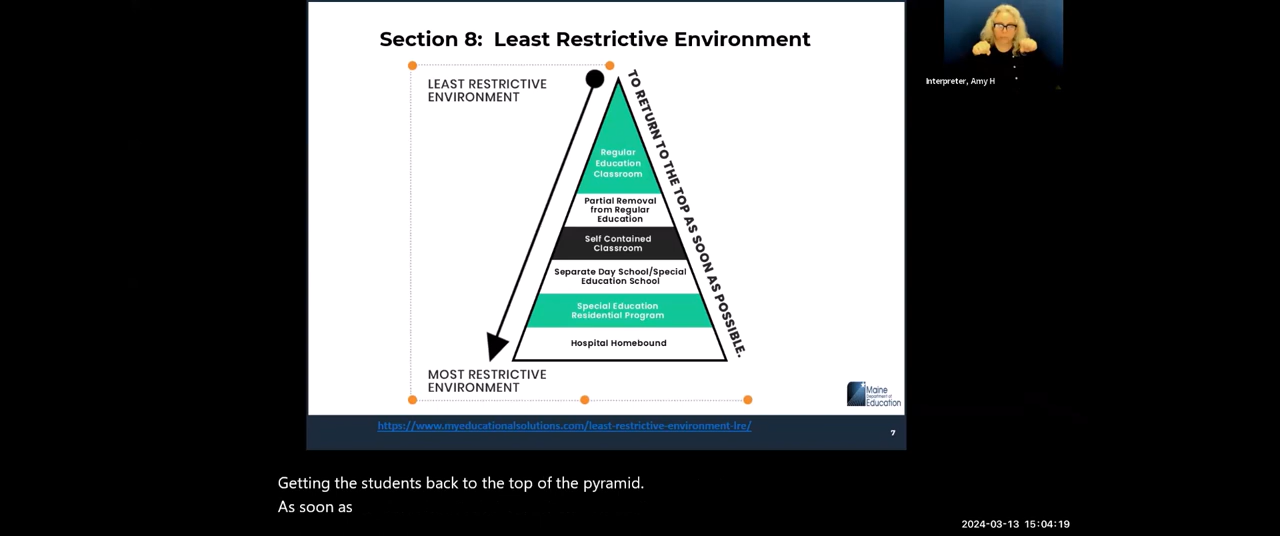 Section 8: Least Restrictive Environment
LEAST RESTRICTIVE
ENVIRONMENT
TO RETURN TO THE TOP AS SOON AS POSSIBLE.
Regular
Education
Classroom
Partial Removal
from Regular
Education
Self Contained
Classroom
Separate Day School/Special
Education School
Special Education
Residential Program
Hospital Homebound
MOST RESTRICTIVE
ENVIRONMENT
Maine
Department of
Education
https://www.myeducationalsolutions.com/least-restrictive-environment-lre/
7
Interpreter, Amy H
Getting the students back to the top of the pyramid.
As soon as
2024-03-13 15:04:19